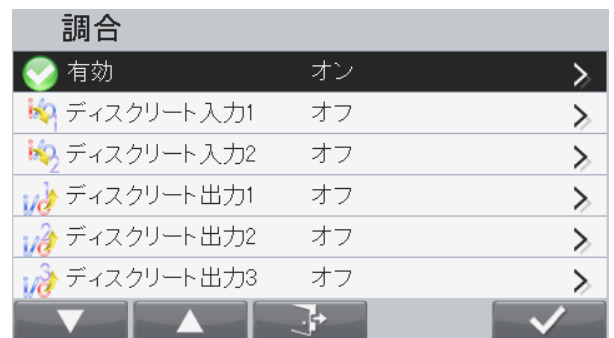 調合
有効 オン
ディスクリート入力1 オフ
ディスクリート入力2 オフ
ディスクリート出力1 オフ
ディスクリート出力2 オフ
ディスクリート出力3 オフ